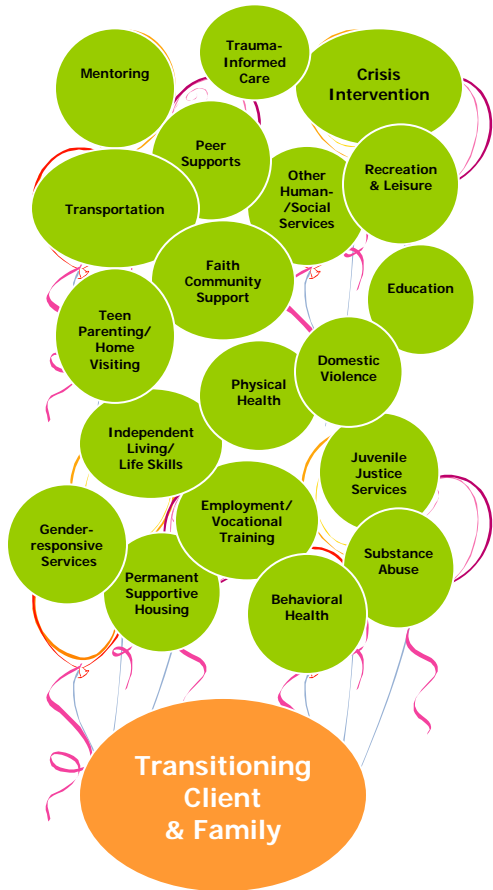 Mentoring
Trauma-
Informed
Care
Crisis
Intervention
Peer
Supports
Other
Human-
/Social
Services
Recreation
& Leisure
Transportation
Faith
Community
Support
Education
Teen
Parenting/
Home
Visiting
Physical
Health
Domestic
Violence
Independent
Living/
Life Skills
Juvenile
Justice
Services
Employment/
Vocational
Training
Gender-
responsive
Services
Substance
Abuse
Permanent
Supportive
Housing
Behavioral
Health
Transitioning
Client
& Family